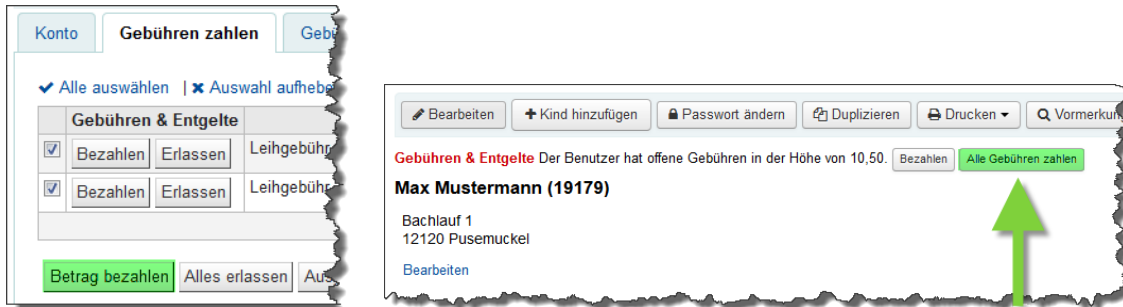 Konto Gebühren zahlen
Alle auswählen |
Gebühren & Entgelte
Bezahlen Erlassen
Bezahlen Erlassen
Betrag bezahlen Alles erlassen
Bearbeiten Kind hinzufügen Passwort ändern Duplizieren Drucken
Gebühren & Entgelte Der Benutzer hat offene Gebühren in der Höhe von 10,50. Bezahlen Alle Gebühren zahlen
Max Mustermann (19179)
Bachlauf 1
12120 Pusemuckel
Bearbeiten